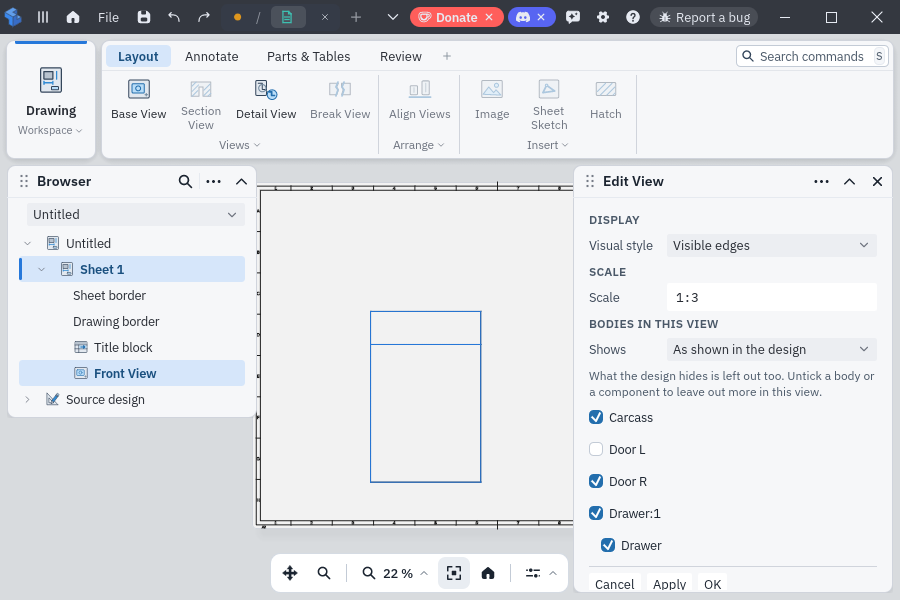 File
/
Donate
Report a bug
Drawing
Workspace
Layout
Annotate
Parts & Tables
Review
Search commands
S
Base View
Section View
Detail View
Break View
Align Views
Image
Sheet Sketch
Hatch
Views
Arrange
Insert
Browser
Untitled
Untitled
Sheet 1
Sheet border
Drawing border
Title block
Front View
Source design
22 %
Edit View
DISPLAY
Visual style
Visible edges
SCALE
Scale
1:3
BODIES IN THIS VIEW
Shows
As shown in the design
What the design hides is left out too. Untick a body or
a component to leave out more in this view.
Carcass
Door L
Door R
Drawer:1
Drawer
Cancel
Apply
OK